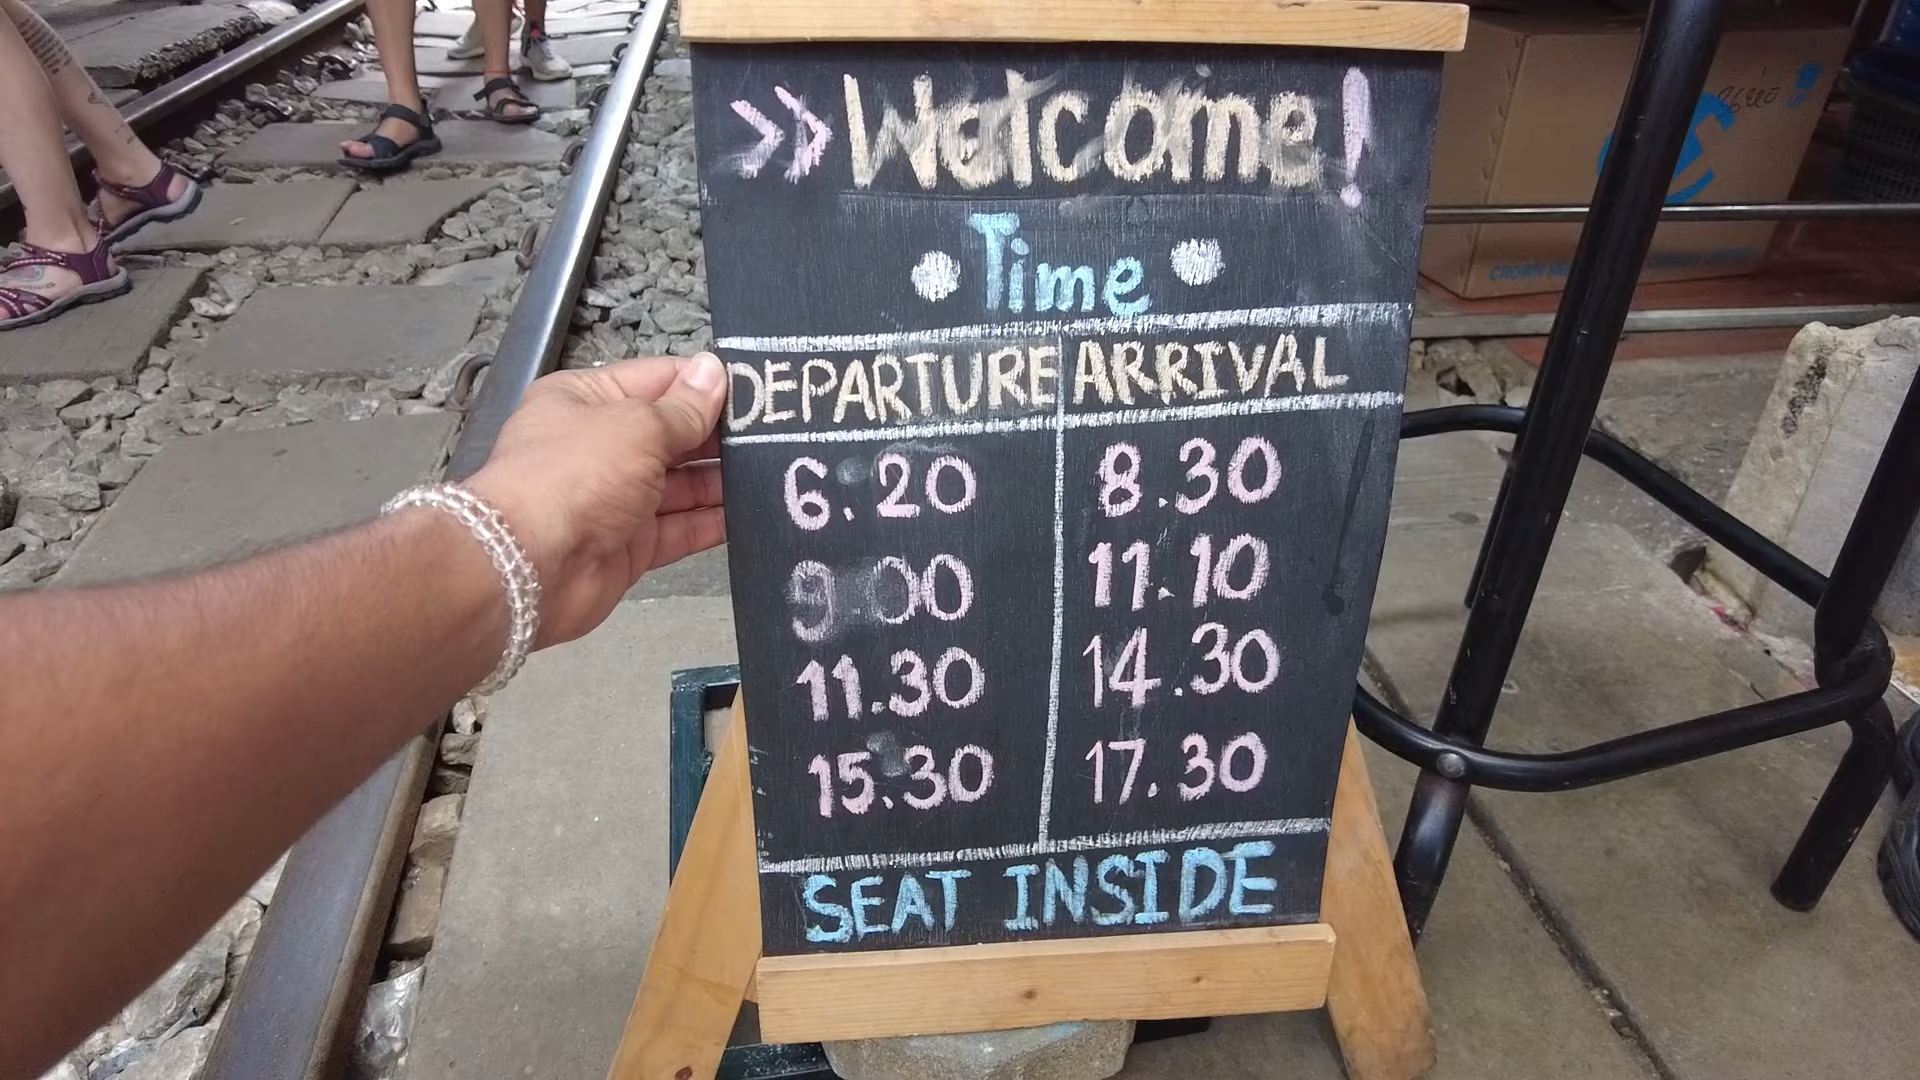 >> Welcome!
• Time •
DEPARTURE ARRIVAL
6.20 8.30
9.00 11.10
11.30 14.30
15.30 17.30
SEAT INSIDE